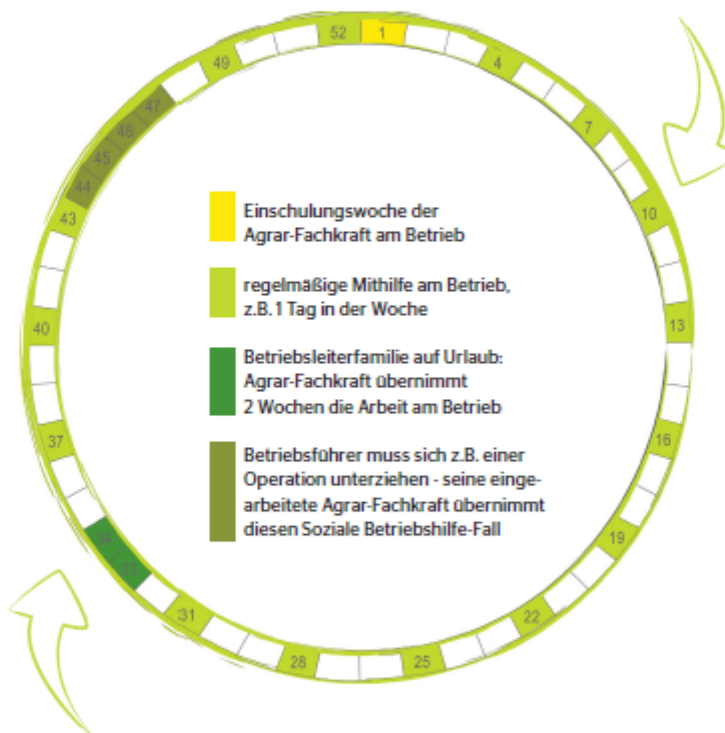 1
4
7
10
13
16
19
22
25
28
31
37
40
43
44
45
46
47
49
52
Einschulungswoche der
Agrar-Fachkraft am Betrieb
regelmäßige Mithilfe am Betrieb,
z.B. 1 Tag in der Woche
Betriebsleiterfamilie auf Urlaub:
Agrar-Fachkraft übernimmt
2 Wochen die Arbeit am Betrieb
Betriebsführer muss sich z.B. einer
Operation unterziehen - seine einge-
arbeitete Agrar-Fachkraft übernimmt
diesen Soziale Betriebshilfe-Fall